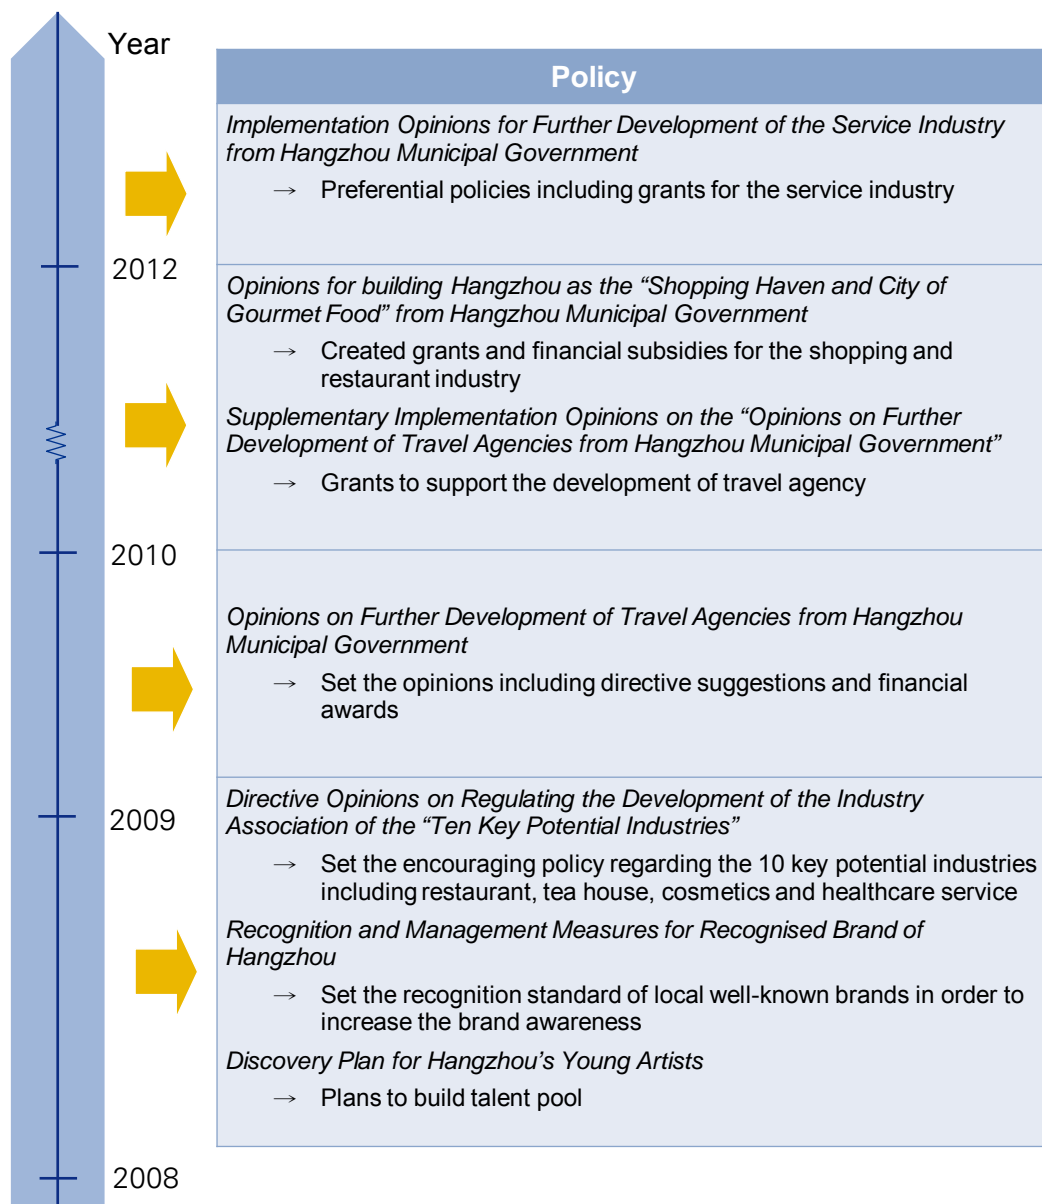 Year
Policy
Implementation Opinions for Further Development of the Service Industry
from Hangzhou Municipal Government
→ Preferential policies including grants for the service industry
2012
Opinions for building Hangzhou as the “Shopping Haven and City of
Gourmet Food” from Hangzhou Municipal Government
→ Created grants and financial subsidies for the shopping and
restaurant industry
Supplementary Implementation Opinions on the “Opinions on Further
Development of Travel Agencies from Hangzhou Municipal Government”
→ Grants to support the development of travel agency
2010
Opinions on Further Development of Travel Agencies from Hangzhou
Municipal Government
→ Set the opinions including directive suggestions and financial
awards
2009
Directive Opinions on Regulating the Development of the Industry
Association of the “Ten Key Potential Industries”
→ Set the encouraging policy regarding the 10 key potential industries
including restaurant, tea house, cosmetics and healthcare service
Recognition and Management Measures for Recognised Brand of
Hangzhou
→ Set the recognition standard of local well-known brands in order to
increase the brand awareness
Discovery Plan for Hangzhou’s Young Artists
→ Plans to build talent pool
2008